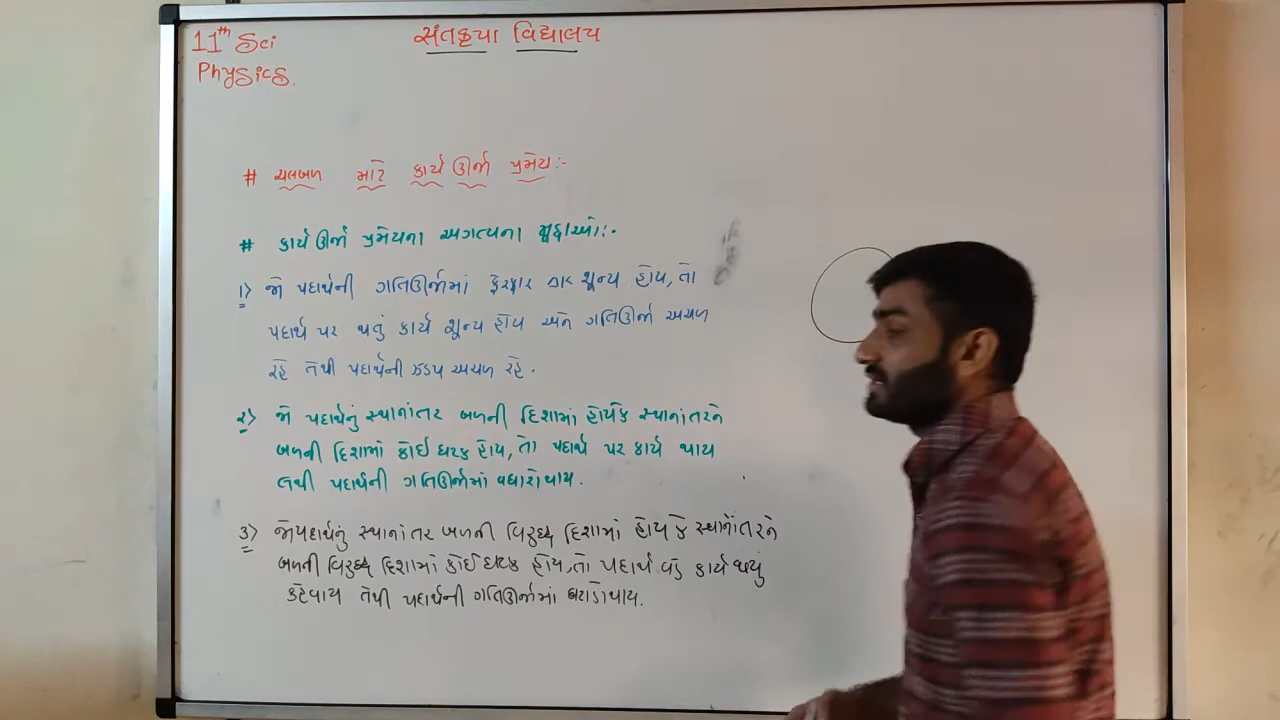 11th Sci
Physics.
સંતકૃપા વિદ્યાલય
# ચલબળ માટે કાર્ય ઊર્જા પ્રમેય:-
# કાર્ય ઊર્જા પ્રમેયના અગત્યના મુદ્દાઓ:-
1> જો પદાર્થની ગતિઊર્જામાં ફેરફાર શૂન્ય હોય, તો
પદાર્થ પર થતું કાર્ય શૂન્ય હોય અને ગતિઊર્જા અચળ
રહે તેથી પદાર્થની ઝડપ અચળ રહે.
2> જો પદાર્થનું સ્થાનાંતર બળની દિશામાં હોય કે સ્થાનાંતરને
બળની દિશામાં કોઈ ઘટક હોય, તો પદાર્થ પર કાર્ય થાય
પદાર્થની ગતિઊર્જામાં વધારો થાય.
3> જો પદાર્થનું સ્થાનાંતર બળની વિરુધ્ધ દિશામાં હોય કે સ્થાનાંતરને
બળની વિરુધ્ધ દિશામાં કોઈ ઘટક હોય, તો પદાર્થ વડે કાર્ય થયું
કહેવાય તેથી પદાર્થની ગતિઊર્જામાં ઘટાડો થાય.